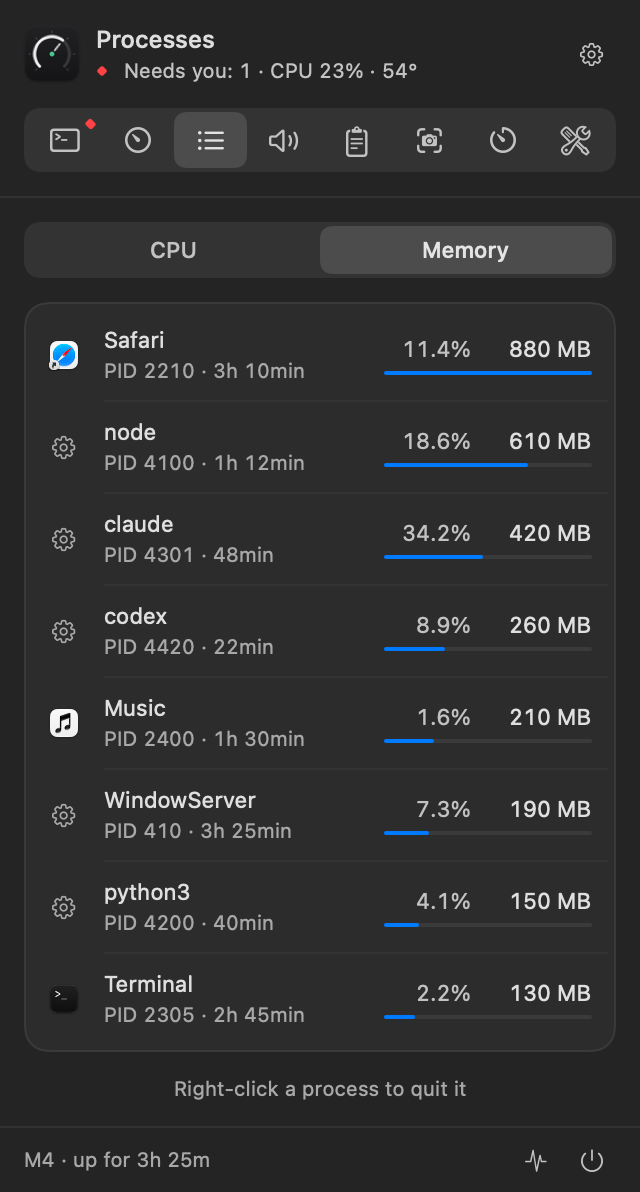 Processes
Needs you: 1 · CPU 23% · 54°
CPU Memory
Safari 11.4% 880 MB
PID 2210 · 3h 10min
node 18.6% 610 MB
PID 4100 · 1h 12min
claude 34.2% 420 MB
PID 4301 · 48min
codex 8.9% 260 MB
PID 4420 · 22min
Music 1.6% 210 MB
PID 2400 · 1h 30min
WindowServer 7.3% 190 MB
PID 410 · 3h 25min
python3 4.1% 150 MB
PID 4200 · 40min
Terminal 2.2% 130 MB
PID 2305 · 2h 45min
Right-click a process to quit it
M4 · up for 3h 25m